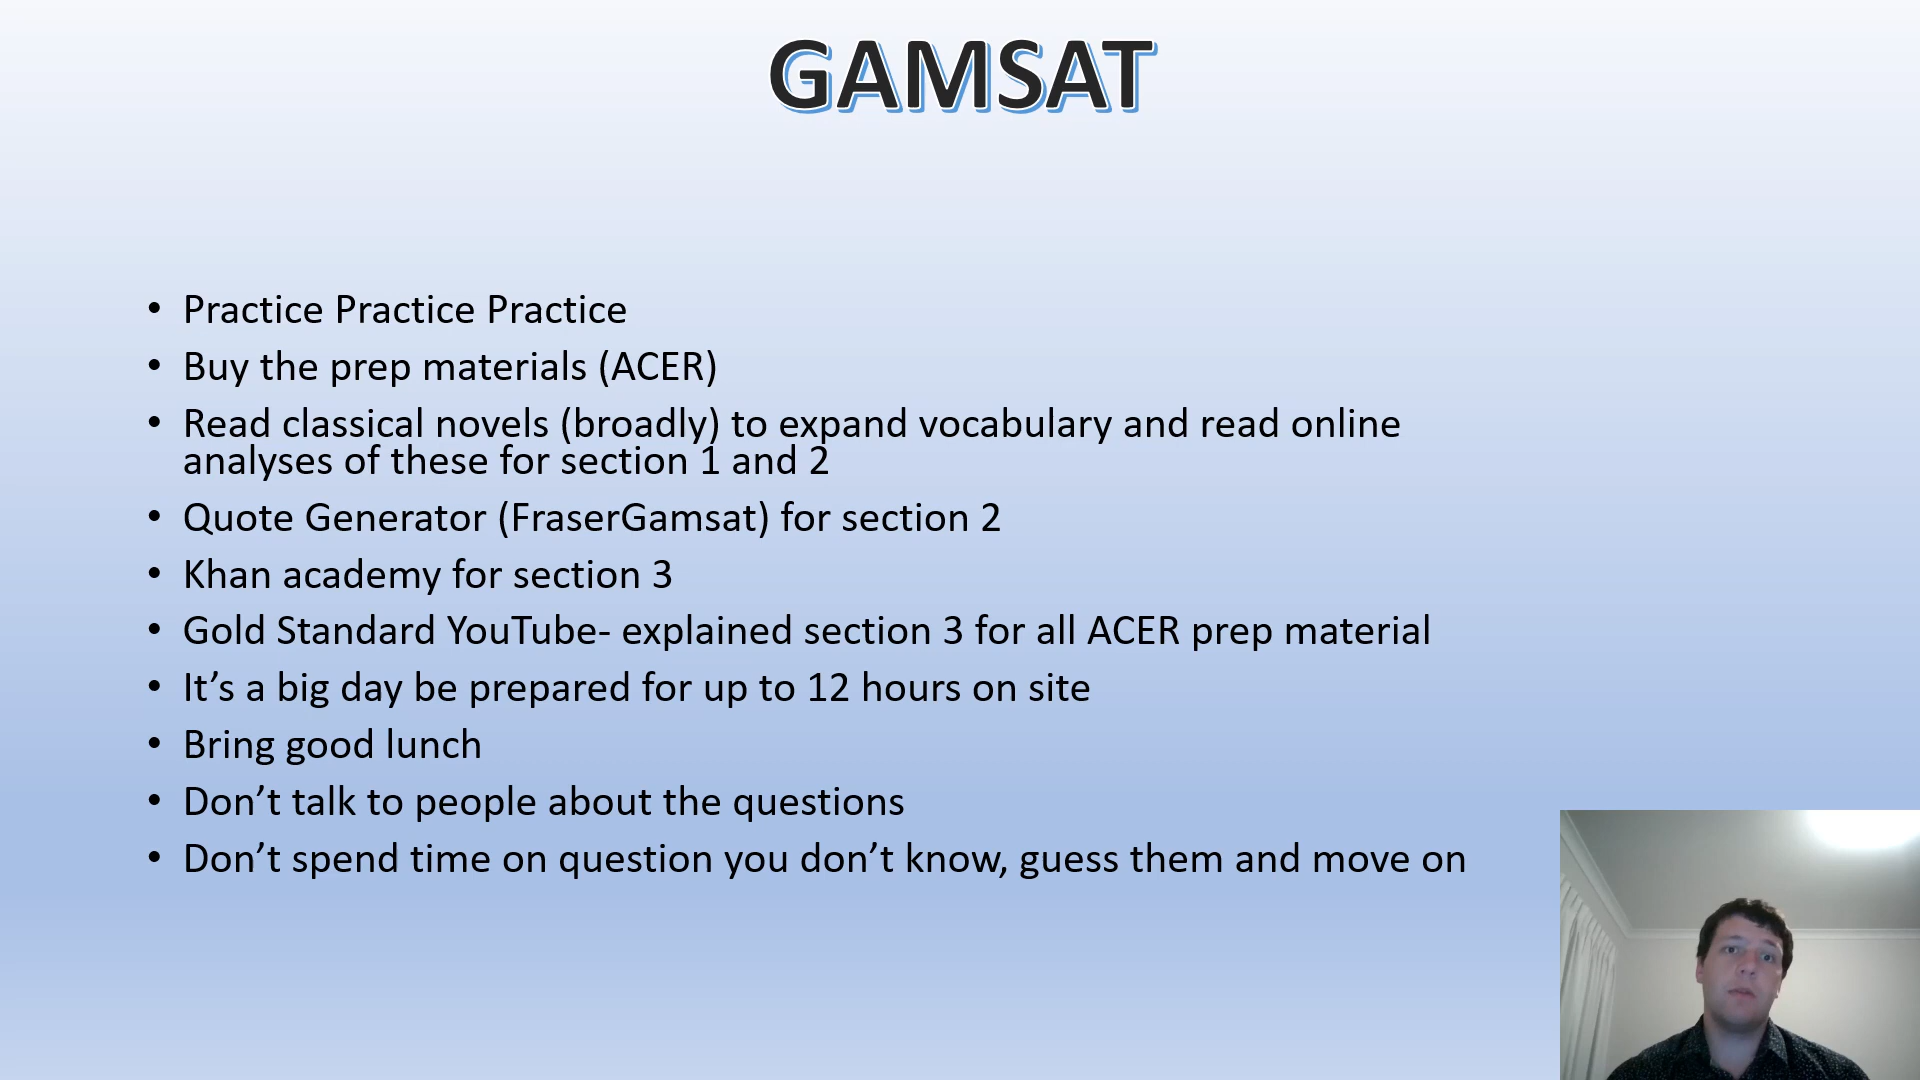 GAMSAT
• Practice Practice Practice
• Buy the prep materials (ACER)
• Read classical novels (broadly) to expand vocabulary and read online
analyses of these for section 1 and 2
• Quote Generator (FraserGamsat) for section 2
• Khan academy for section 3
• Gold Standard YouTube- explained section 3 for all ACER prep material
• It’s a big day be prepared for up to 12 hours on site
• Bring good lunch
• Don’t talk to people about the questions
• Don’t spend time on question you don’t know, guess them and move on